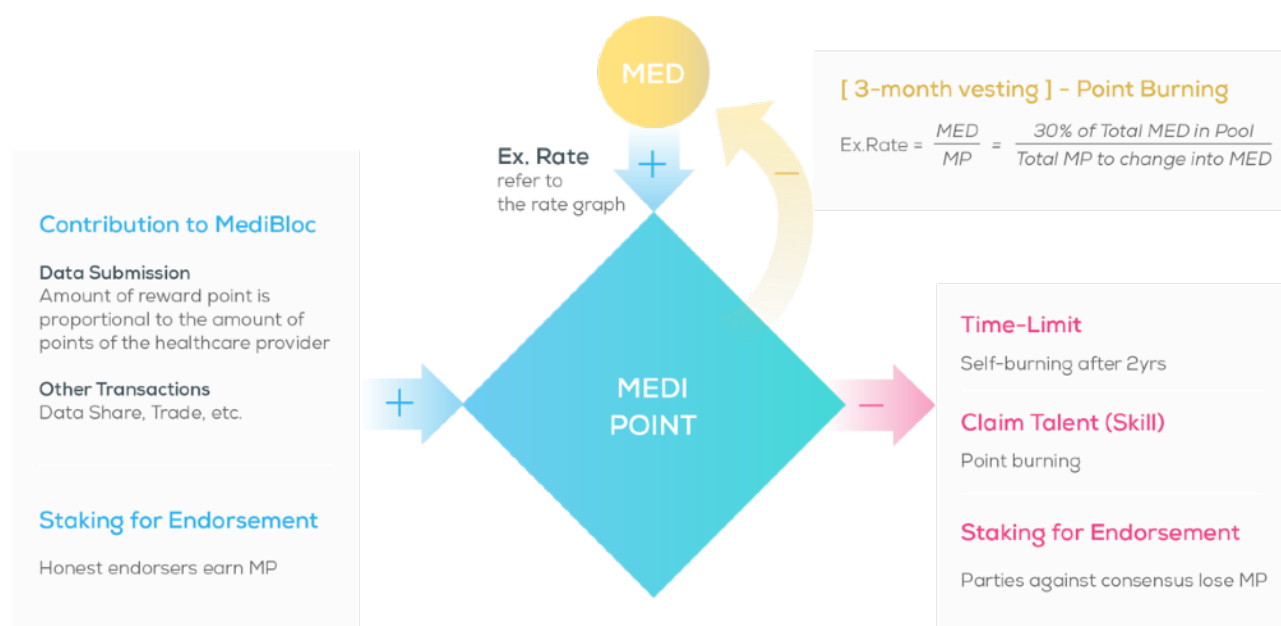 MED
[ 3-month vesting ] - Point Burning
Ex.Rate = MED / MP = 30% of Total MED in Pool / Total MP to change into MED
Ex. Rate
refer to
the rate graph
+
−
Contribution to MediBloc
Data Submission
Amount of reward point is
proportional to the amount of
points of the healthcare provider
Other Transactions
Data Share, Trade, etc.
Staking for Endorsement
Honest endorsers earn MP
+
MEDI
POINT
−
Time-Limit
Self-burning after 2yrs
Claim Talent (Skill)
Point burning
Staking for Endorsement
Parties against consensus lose MP